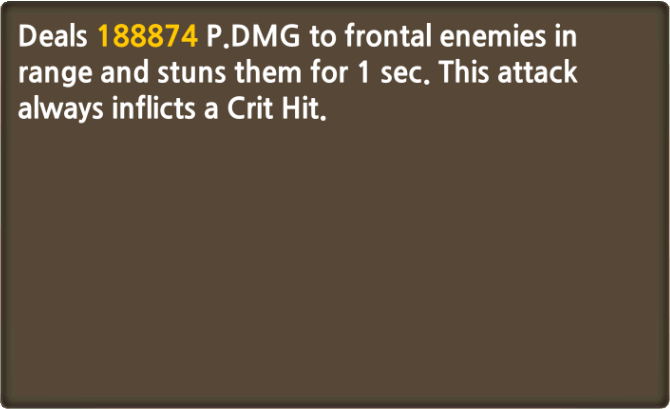 Deals 188874 P.DMG to frontal enemies in
range and stuns them for 1 sec. This attack
always inflicts a Crit Hit.